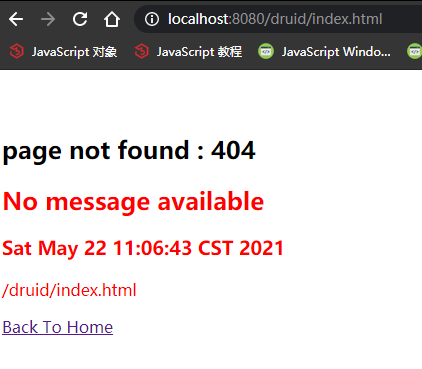 localhost:8080/druid/index.html
JavaScript 对象 JavaScript 教程 JavaScript Windo...
page not found : 404
No message available
Sat May 22 11:06:43 CST 2021
/druid/index.html
Back To Home